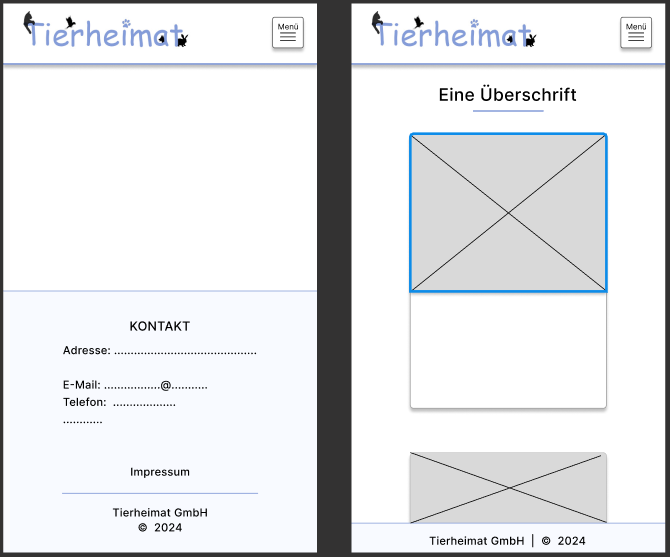 Tierheimat
Menü
KONTAKT
Adresse: ...........................................
E-Mail: .................@...........
Telefon: ...................
............
Impressum
Tierheimat GmbH
© 2024
Tierheimat
Menü
Eine Überschrift
Tierheimat GmbH | © 2024